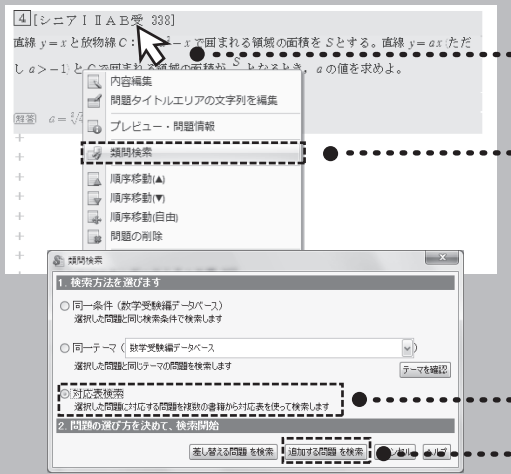 4 [シニアⅠⅡAB受 338]
直線 y=x と放物線 C: -x で囲まれる領域の面積を S とする。直線 y=ax (ただ
し a>-1) と C で囲まれる領域の面積が S となるとき, a の値を求めよ。
内容編集
問題タイトルエリアの文字列を編集
解答 a=
プレビュー・問題情報
類問検索
順序移動(▲)
順序移動(▼)
順序移動(自由)
問題の削除
類問検索
1. 検索方法を選びます
同一条件 (数学受験編データベース)
選択した問題と同じ検索条件で検索します
同一テーマ ( 数学受験編データベース )
選択した問題と同じテーマの問題を検索します
テーマを確認
対応表検索
選択した問題に対応する問題を複数の書籍から対応表を使って検索します
2. 問題の選び方を決めて、検索開始
差し替える問題 を検索 追加する問題 を検索 ヘルプ